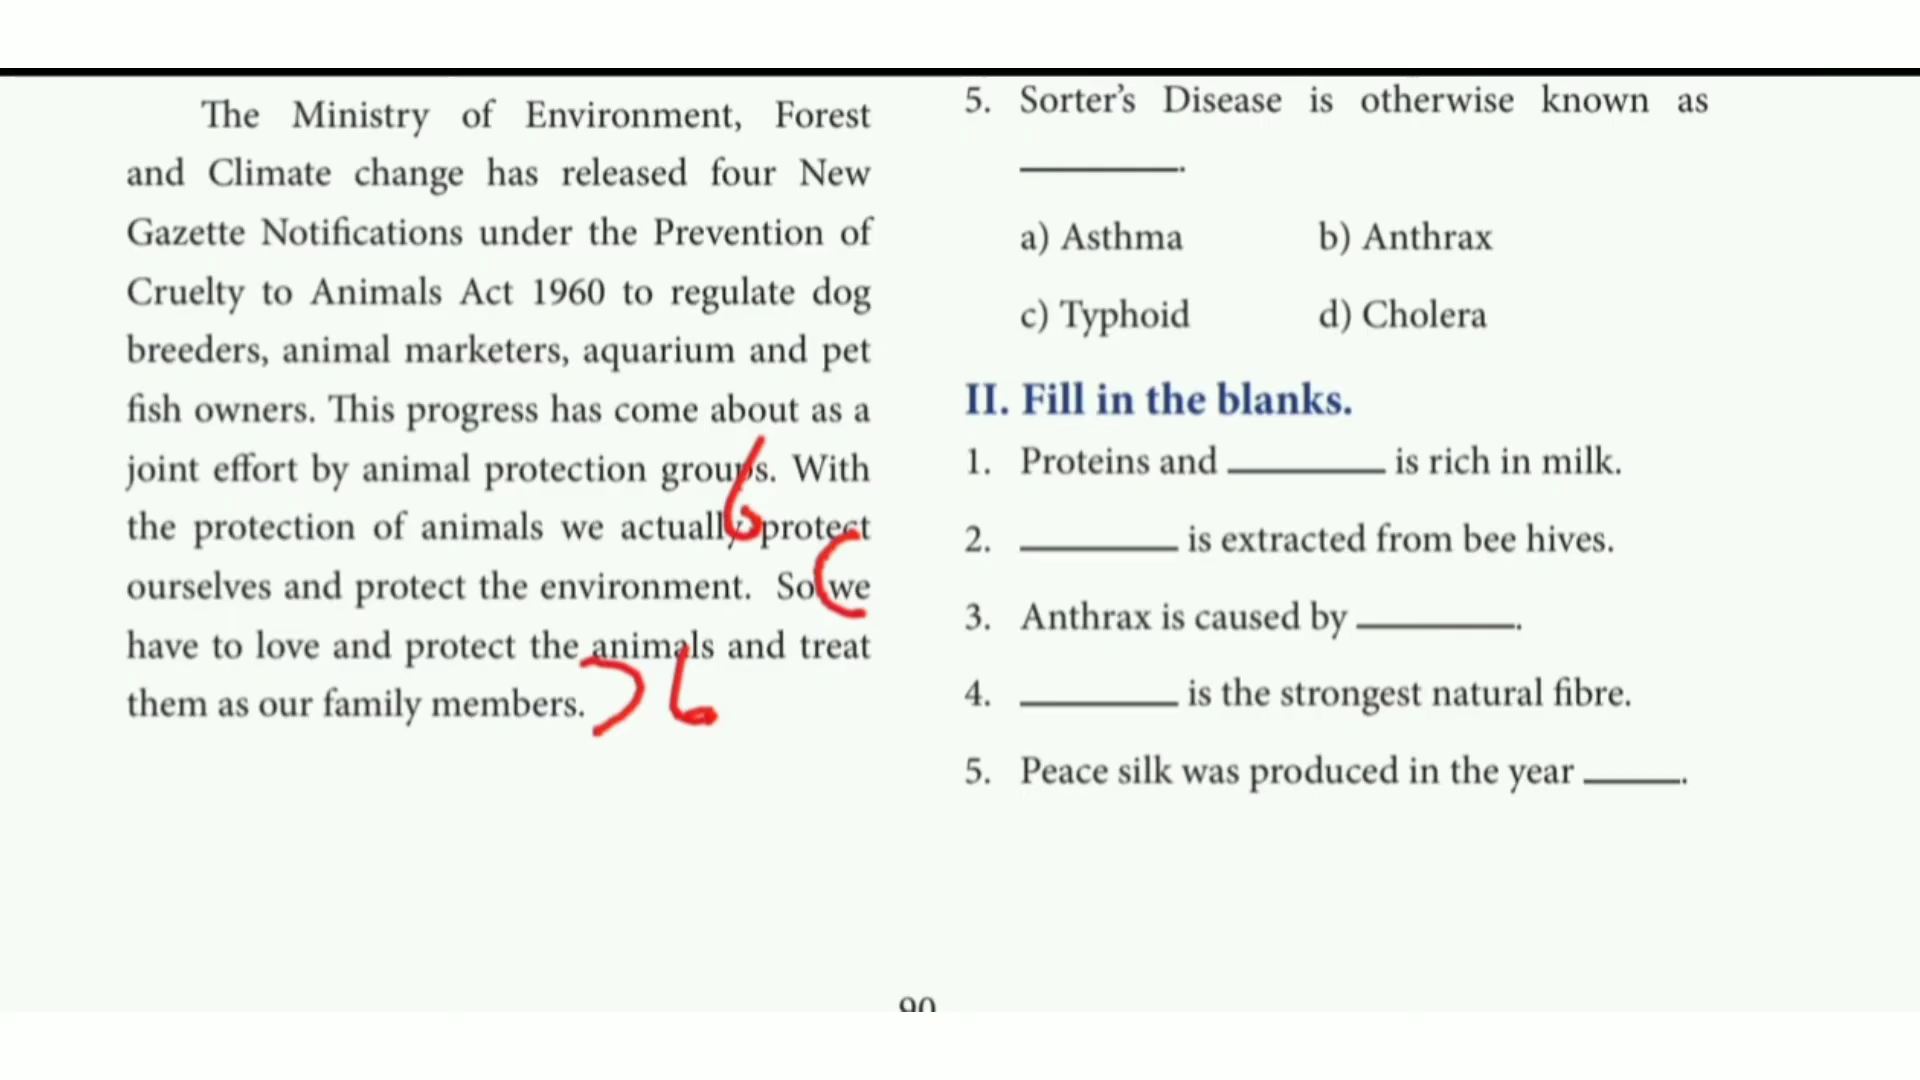 The Ministry of Environment, Forest
and Climate change has released four New
Gazette Notifications under the Prevention of
Cruelty to Animals Act 1960 to regulate dog
breeders, animal marketers, aquarium and pet
fish owners. This progress has come about as a
joint effort by animal protection groups. With
the protection of animals we actually protect
ourselves and protect the environment. So we
have to love and protect the animals and treat
them as our family members.
5. Sorter's Disease is otherwise known as
________.
a) Asthma b) Anthrax
c) Typhoid d) Cholera
II. Fill in the blanks.
1. Proteins and ________ is rich in milk.
2. ________ is extracted from bee hives.
3. Anthrax is caused by ________.
4. ________ is the strongest natural fibre.
5. Peace silk was produced in the year _____.
90